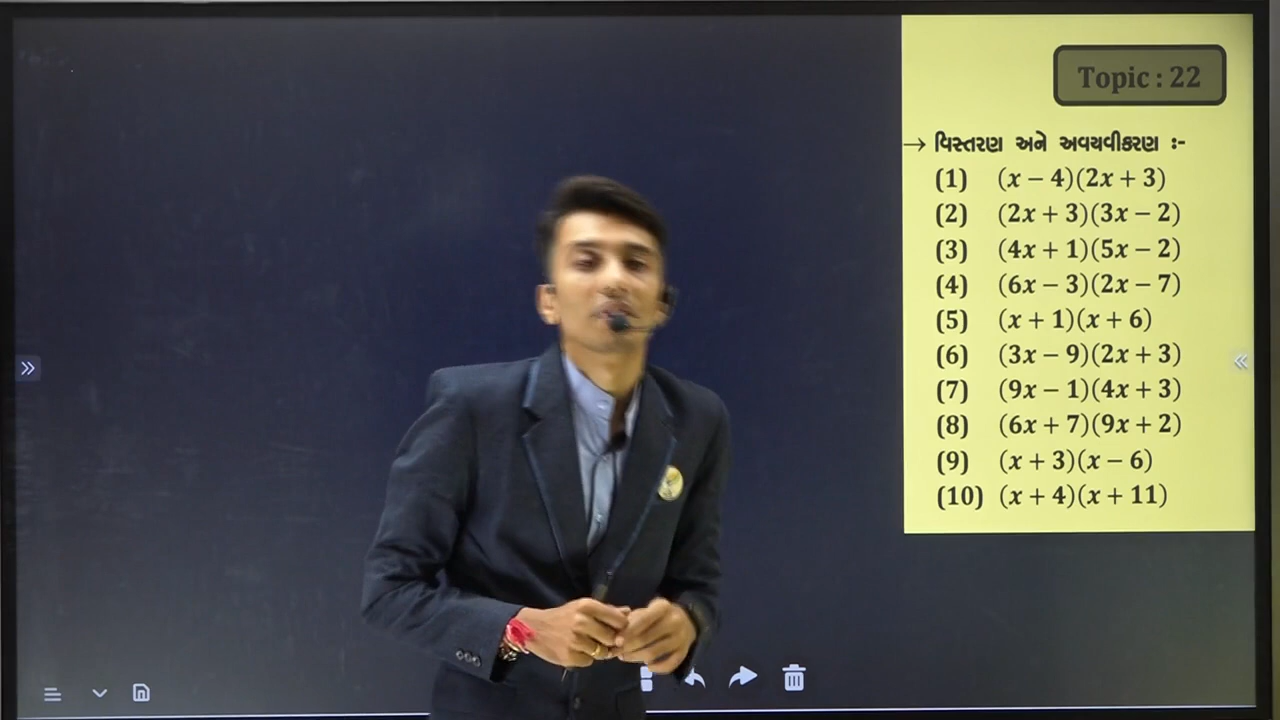 Topic : 22
→ વિસ્તરણ અને અવયવીકરણ :-
(1) (x − 4)(2x + 3)
(2) (2x + 3)(3x − 2)
(3) (4x + 1)(5x − 2)
(4) (6x − 3)(2x − 7)
(5) (x + 1)(x + 6)
(6) (3x − 9)(2x + 3)
(7) (9x − 1)(4x + 3)
(8) (6x + 7)(9x + 2)
(9) (x + 3)(x − 6)
(10) (x + 4)(x + 11)